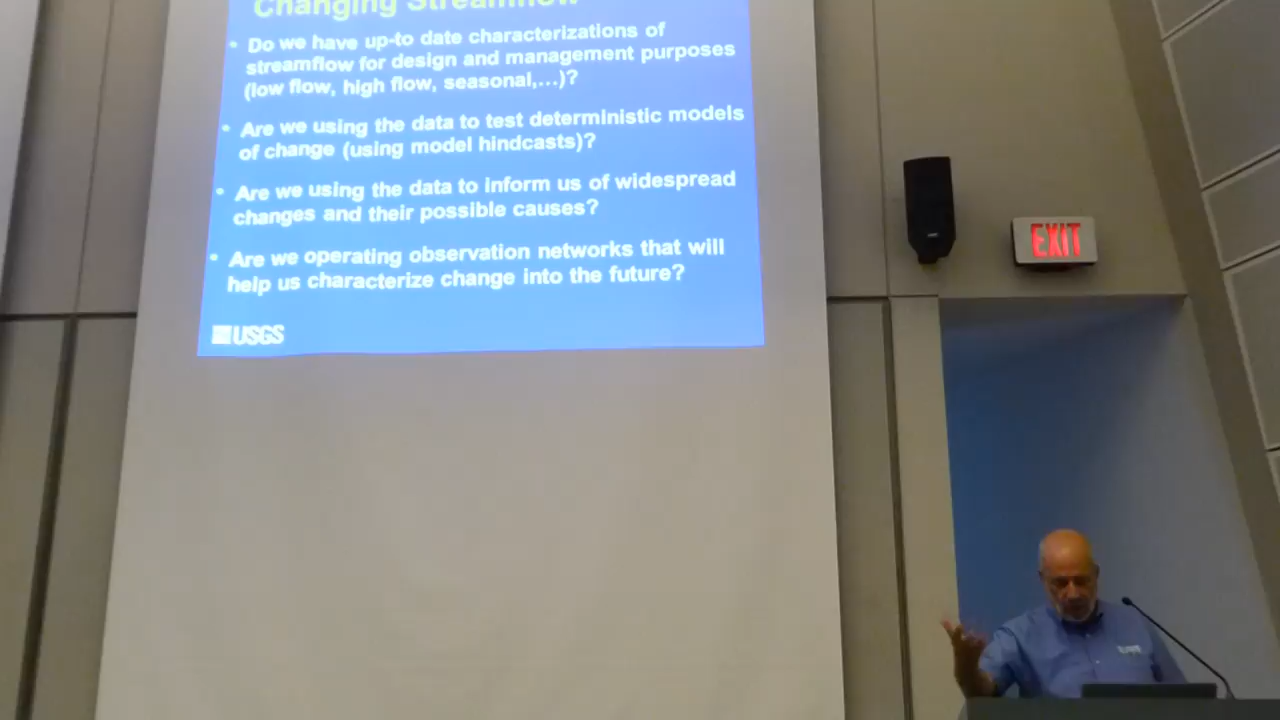 Changing Streamflow
• Do we have up-to date characterizations of
streamflow for design and management purposes
(low flow, high flow, seasonal,...)?
• Are we using the data to test deterministic models
of change (using model hindcasts)?
• Are we using the data to inform us of widespread
changes and their possible causes?
• Are we operating observation networks that will
help us characterize change into the future?
USGS
EXIT